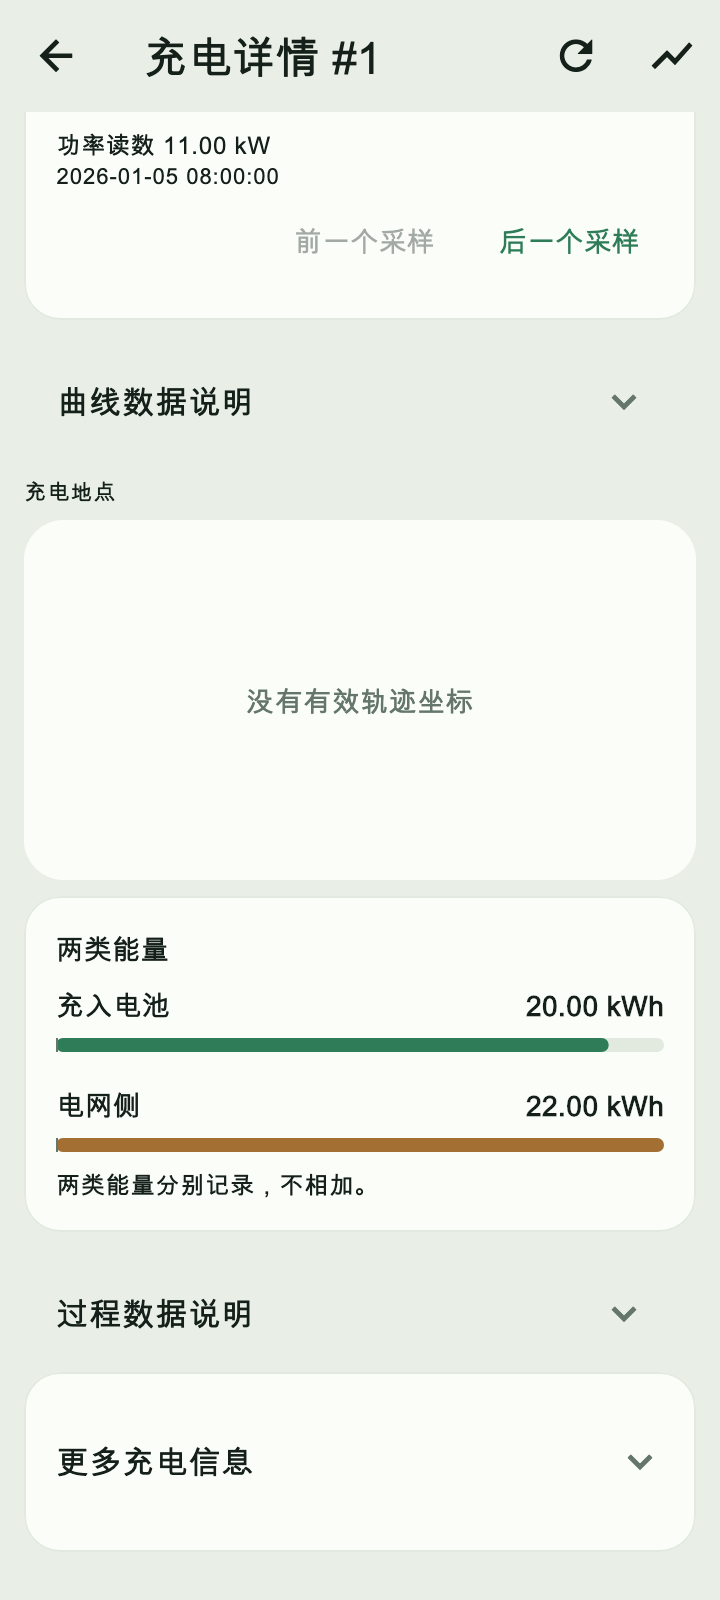 充电详情 #1
功率读数 11.00 kW
2026-01-05 08:00:00
前一个采样 后一个采样
曲线数据说明
充电地点
没有有效轨迹坐标
两类能量
充入电池 20.00 kWh
电网侧 22.00 kWh
两类能量分别记录，不相加。
过程数据说明
更多充电信息